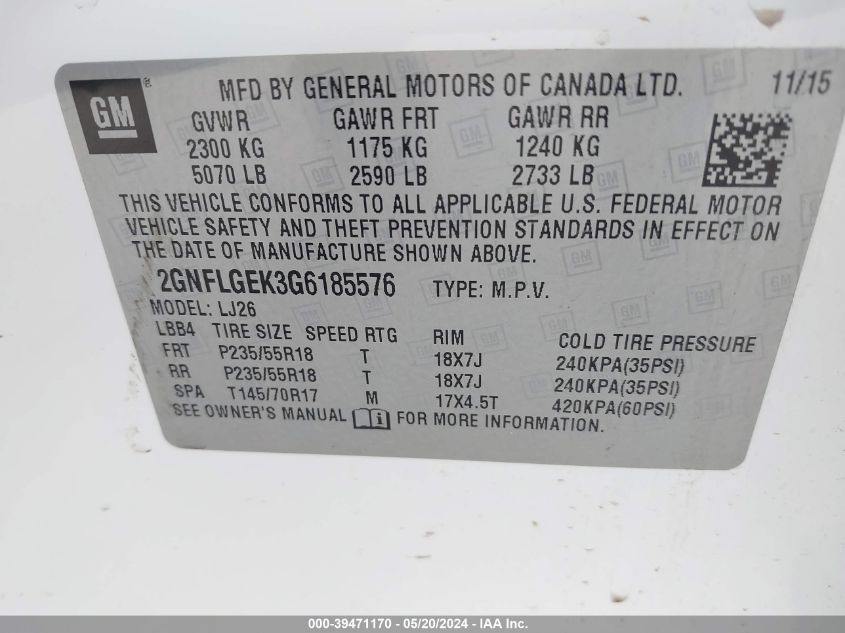 GM ® MFD BY GENERAL MOTORS OF CANADA LTD. 11/15
GVWR GAWR FRT GAWR RR
2300 KG 1175 KG 1240 KG
5070 LB 2590 LB 2733 LB
THIS VEHICLE CONFORMS TO ALL APPLICABLE U.S. FEDERAL MOTOR
VEHICLE SAFETY AND THEFT PREVENTION STANDARDS IN EFFECT ON
THE DATE OF MANUFACTURE SHOWN ABOVE.
2GNFLGEK3G6185576 TYPE: M.P.V.
MODEL: LJ26
LBB4 TIRE SIZE SPEED RTG RIM COLD TIRE PRESSURE
FRT P235/55R18 T 18X7J 240KPA(35PSI)
RR P235/55R18 T 18X7J 240KPA(35PSI)
SPA T145/70R17 M 17X4.5T 420KPA(60PSI)
SEE OWNER'S MANUAL FOR MORE INFORMATION.
000-39471170 - 05/20/2024 - IAA Inc.